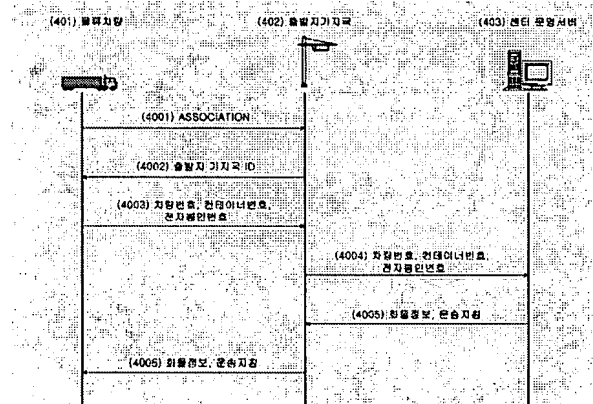 (401) 물류차량
(402) 출발지기지국
(403) 센터 운영서버
(4001) ASSOCIATION
(4002) 출발지 기지국 ID
(4003) 차량번호, 컨테이너번호,
전자봉인번호
(4004) 차량번호, 컨테이너번호,
전자봉인번호
(4005) 화물정보, 운송지침
(4006) 화물정보, 운송지침